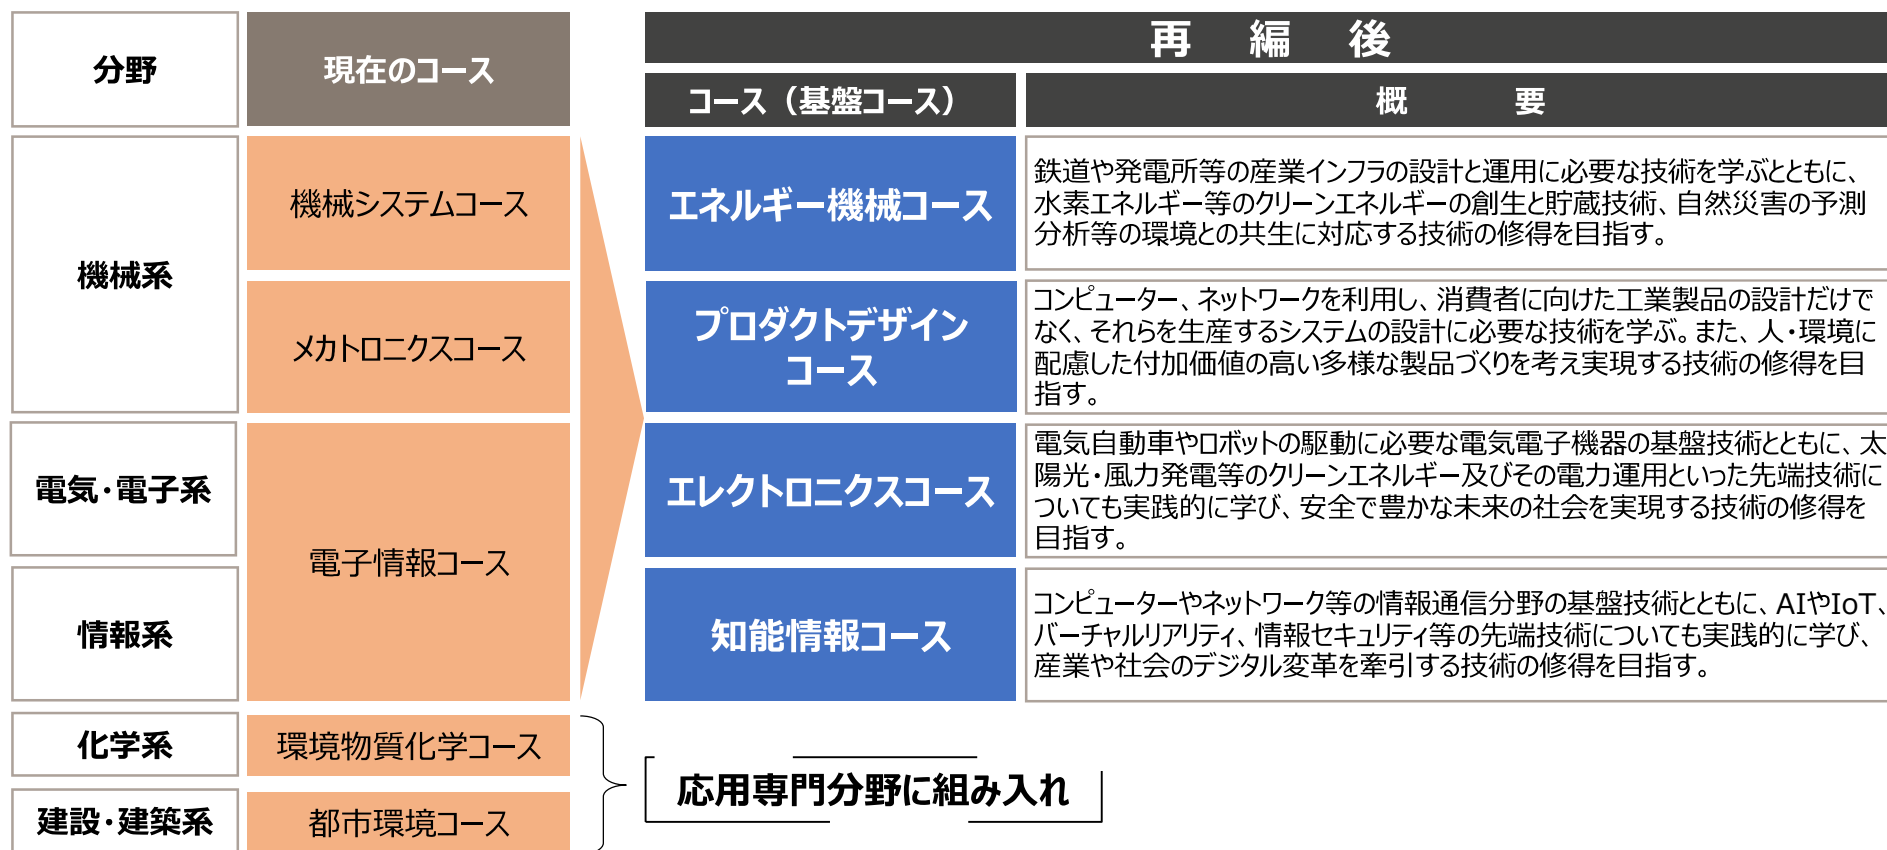 分野
現在のコース
再編後
コース（基盤コース）
概要
機械系
機械システムコース
エネルギー機械コース
鉄道や発電所等の産業インフラの設計と運用に必要な技術を学ぶとともに、
水素エネルギー等のクリーンエネルギーの創生と貯蔵技術、自然災害の予測
分析等の環境との共生に対応する技術の修得を目指す。
メカトロニクスコース
プロダクトデザイン
コース
コンピューター、ネットワークを利用し、消費者に向けた工業製品の設計だけで
なく、それらを生産するシステムの設計に必要な技術を学ぶ。また、人・環境に
配慮した付加価値の高い多様な製品づくりを考え実現する技術の修得を目
指す。
電気・電子系
電子情報コース
エレクトロニクスコース
電気自動車やロボットの駆動に必要な電気電子機器の基盤技術とともに、太
陽光・風力発電等のクリーンエネルギー及びその電力運用といった先端技術に
ついても実践的に学び、安全で豊かな未来の社会を実現する技術の修得を
目指す。
情報系
知能情報コース
コンピューターやネットワーク等の情報通信分野の基盤技術とともに、AIやIoT、
バーチャルリアリティ、情報セキュリティ等の先端技術についても実践的に学び、
産業や社会のデジタル変革を牽引する技術の修得を目指す。
化学系
環境物質化学コース
応用専門分野に組み入れ
建設・建築系
都市環境コース